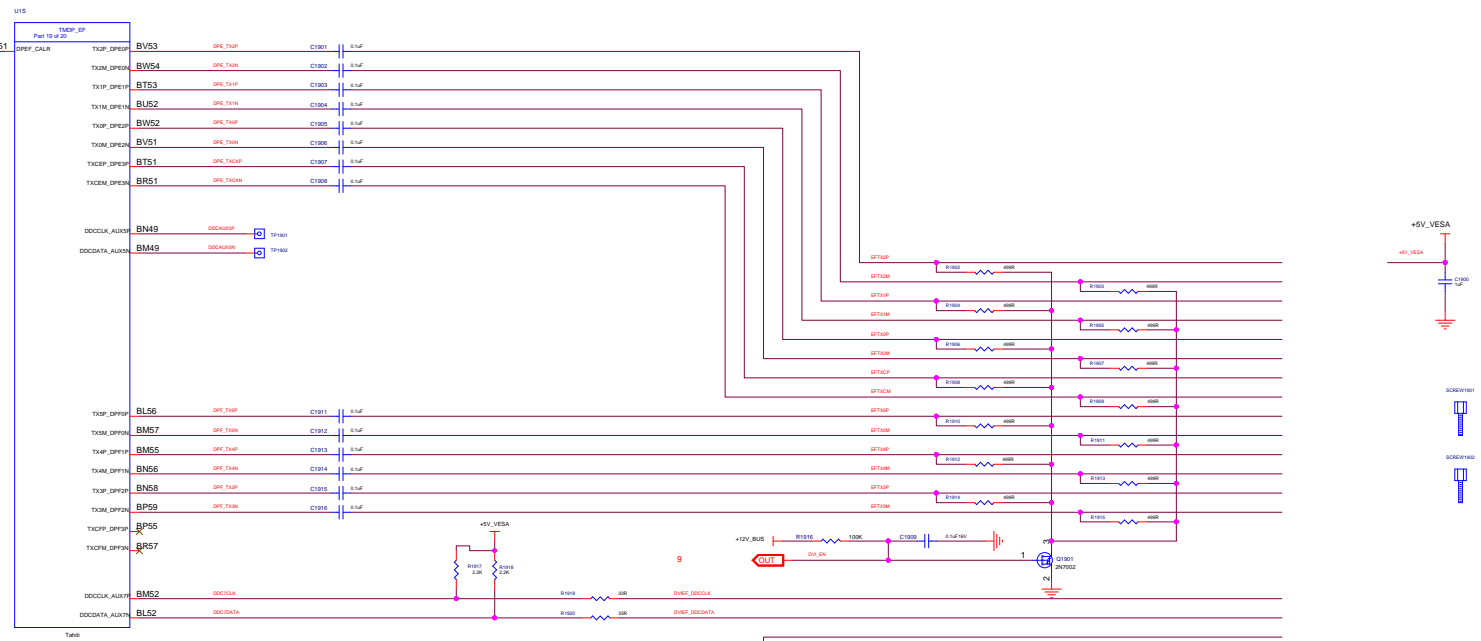 U1S
TMDP_EF
Part 19 of 20
51 DPEF_CALR
TX2P_DPE0P BV53 DPE_TX2P C1901 0.1uF
TX2M_DPE0N BW54 DPE_TX2N C1902 0.1uF
TX1P_DPE1P BT53 DPE_TX1P C1903 0.1uF
TX1M_DPE1N BU52 DPE_TX1N C1904 0.1uF
TX0P_DPE2P BW52 DPE_TX0P C1905 0.1uF
TX0M_DPE2N BV51 DPE_TX0N C1906 0.1uF
TXCEP_DPE3P BT51 DPE_TXCAP C1907 0.1uF
TXCEM_DPE3N BR51 DPE_TXCAN C1908 0.1uF
DDCCLK_AUX5P BN49 DDCAUX5P TP1901
DDCDATA_AUX5N BM49 DDCAUX5N TP1902
+5V_VESA
+5V_VESA
C1900
1uF
EFTX2P R1902 499R
EFTX2M R1903 499R
EFTX1P R1904 499R
EFTX1M R1905 499R
EFTX0P R1906 499R
EFTX0M R1907 499R
EFTXCP R1908 499R
EFTXCM R1909 499R
SCREW1901
SCREW1902
TX5P_DPF0P BL56 DPF_TX5P C1911 0.1uF EFTX5P R1910 499R
TX5M_DPF0N BM57 DPF_TX5N C1912 0.1uF EFTX5M R1911 499R
TX4P_DPF1P BM55 DPF_TX4P C1913 0.1uF EFTX4P R1912 499R
TX4M_DPF1N BN56 DPF_TX4N C1914 0.1uF EFTX4M R1913 499R
TX3P_DPF2P BN58 DPF_TX3P C1915 0.1uF EFTX3P R1914 499R
TX3M_DPF2N BP59 DPF_TX3N C1916 0.1uF EFTX3M R1915 499R
TXCFP_DPF3P BP55
TXCFM_DPF3N BR57
+5V_VESA
R1917
2.2K
R1918
2.2K
9
+12V_BUS R1916 100K C1909 0.1uF16V
OUT DVI_EN 1 3 2
Q1901
2N7002
DDCCLK_AUX7P BM52 DDC7CLK R1919 33R DVIEF_DDCCLK
DDCDATA_AUX7N BL52 DDC7DATA R1920 33R DVIEF_DDCDATA
Tahiti